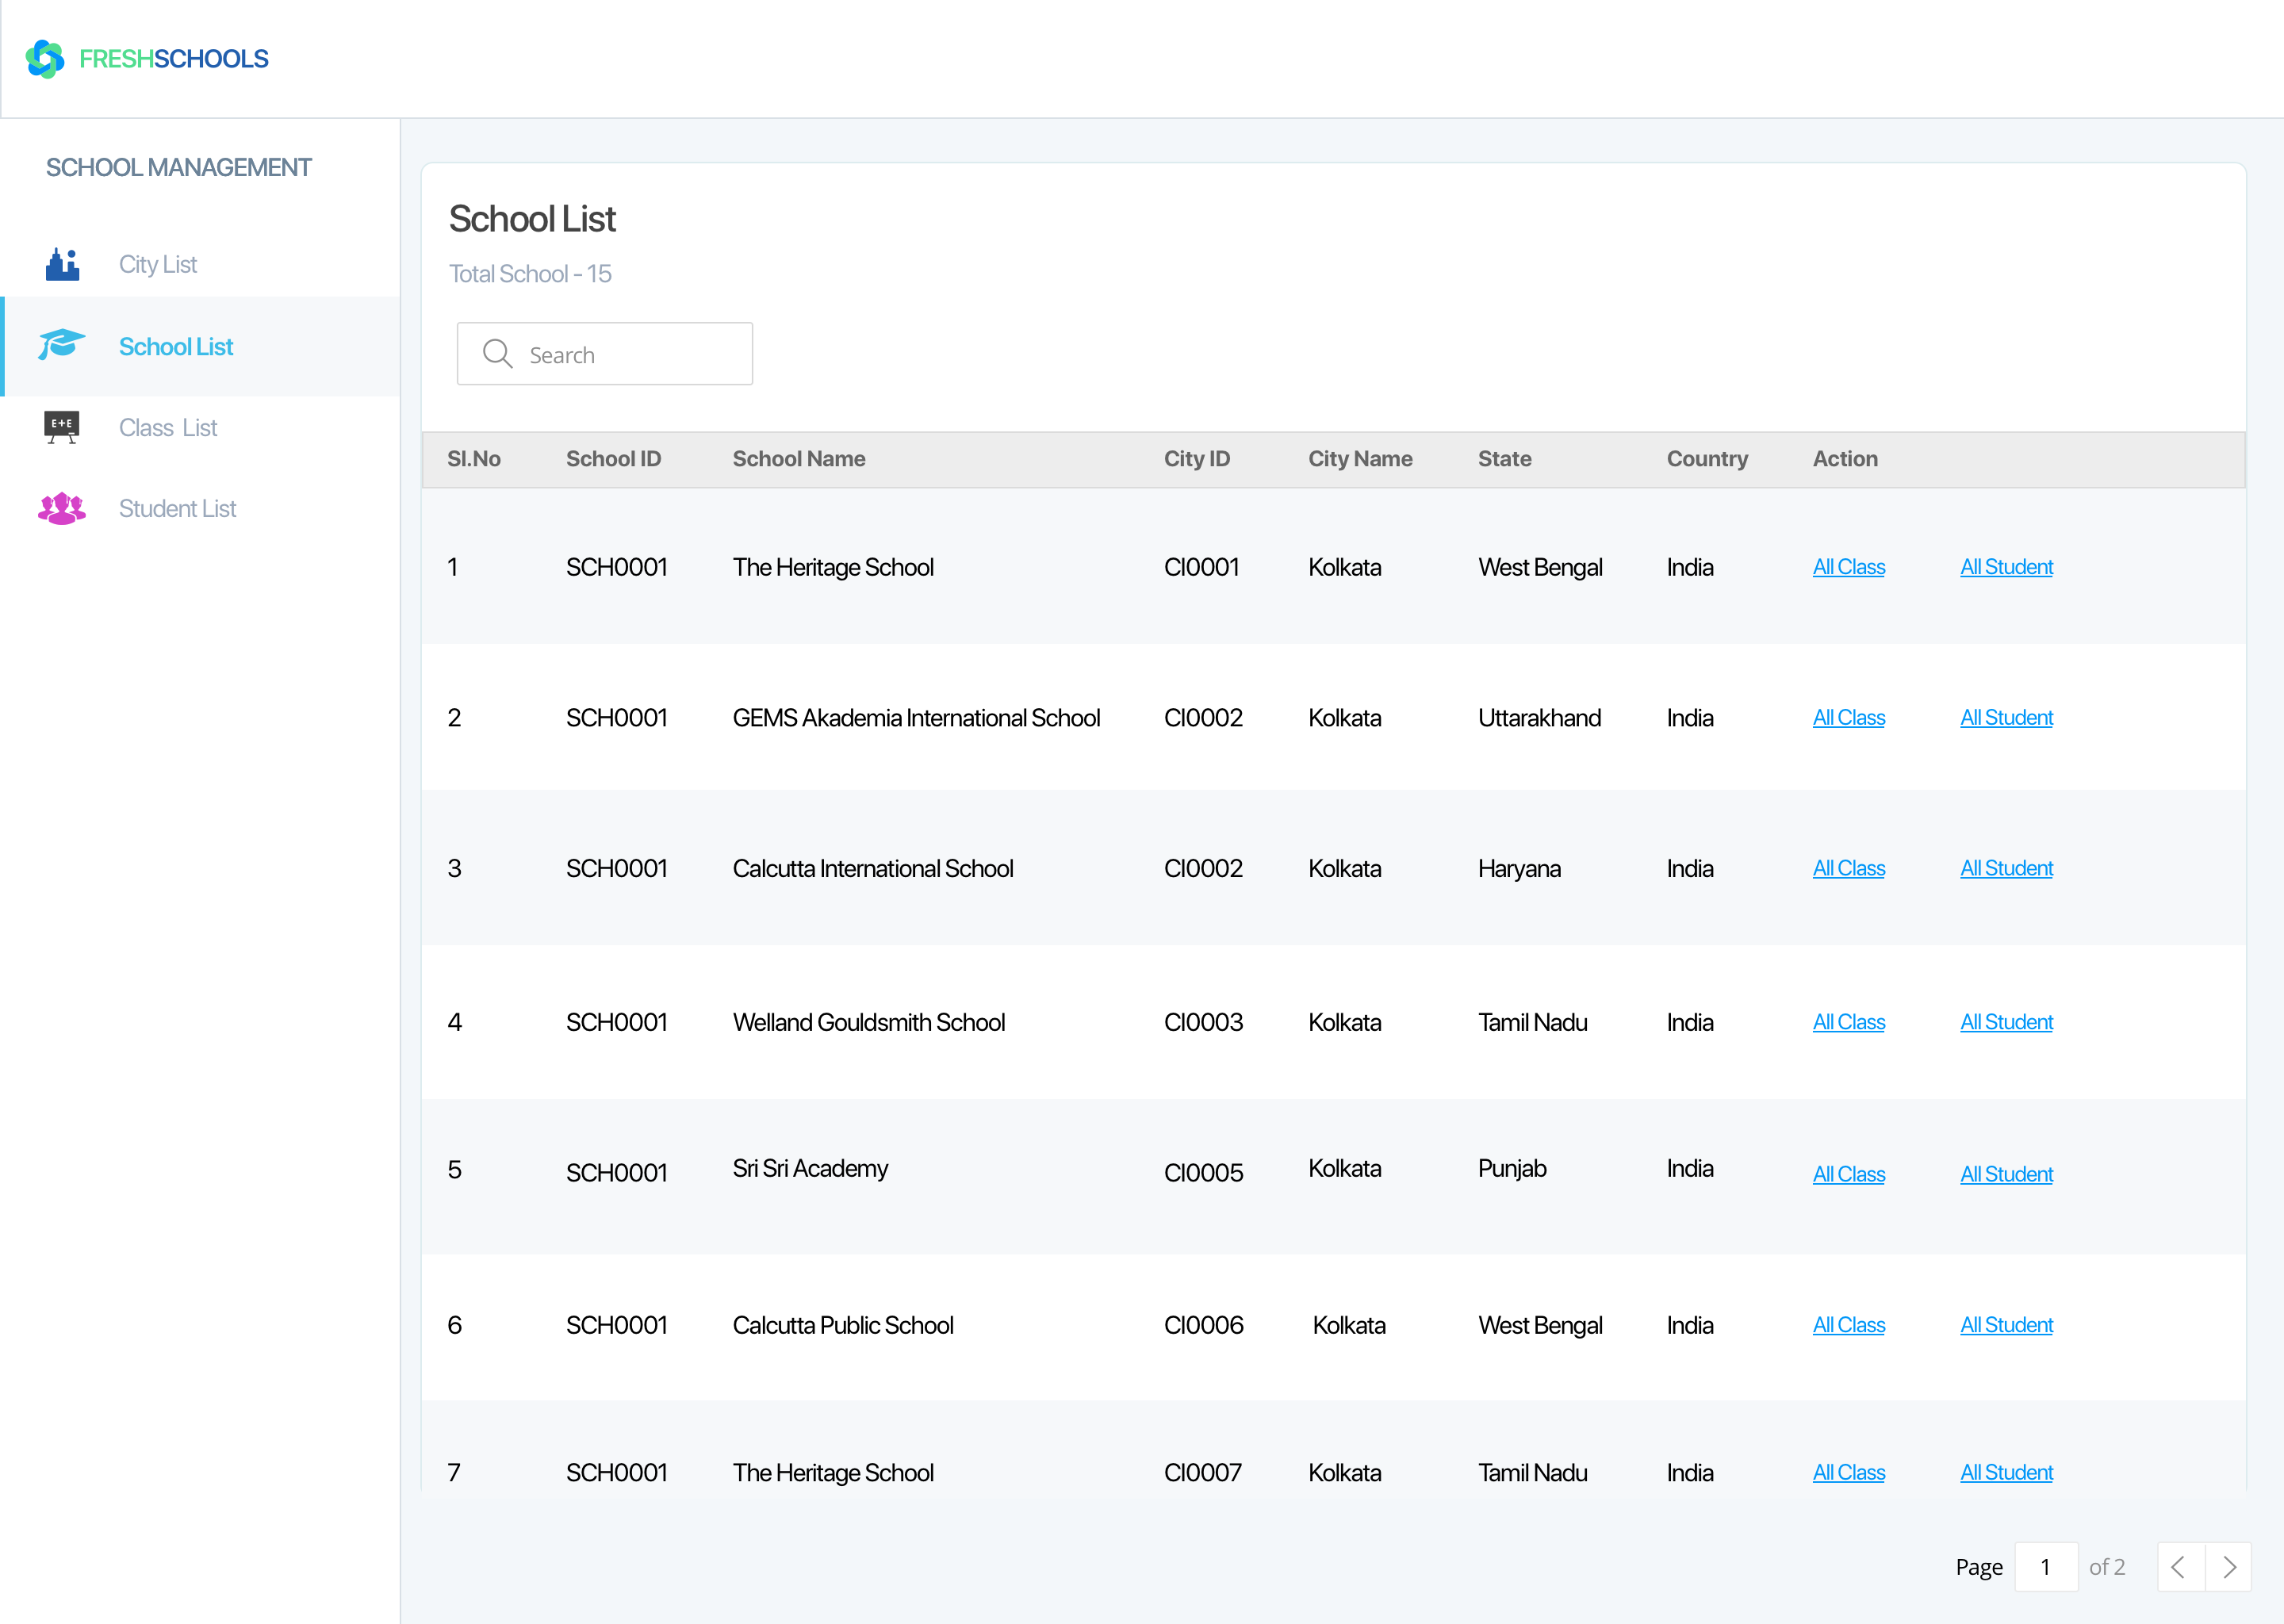 FRESHSCHOOLS
SCHOOL MANAGEMENT
City List
School List
E+E
Class List
Student List
School List
Total School - 15
Search
Sl.No School ID School Name City ID City Name State Country Action
1 SCH0001 The Heritage School CI0001 Kolkata West Bengal India All Class All Student
2 SCH0001 GEMS Akademia International School CI0002 Kolkata Uttarakhand India All Class All Student
3 SCH0001 Calcutta International School CI0002 Kolkata Haryana India All Class All Student
4 SCH0001 Welland Gouldsmith School CI0003 Kolkata Tamil Nadu India All Class All Student
5 SCH0001 Sri Sri Academy CI0005 Kolkata Punjab India All Class All Student
6 SCH0001 Calcutta Public School CI0006 Kolkata West Bengal India All Class All Student
7 SCH0001 The Heritage School CI0007 Kolkata Tamil Nadu India All Class All Student
Page 1 of 2